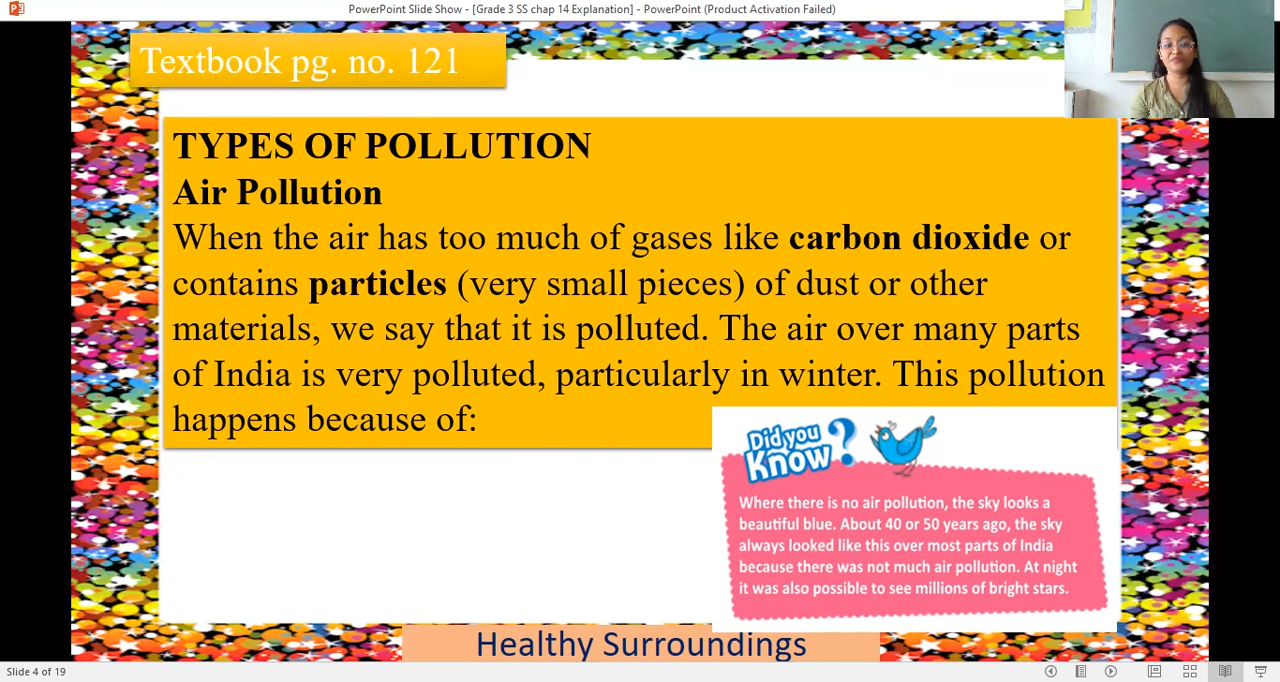 PowerPoint Slide Show - [Grade 3 SS chap 14 Explanation] - PowerPoint (Product Activation Failed)
Textbook pg. no. 121
TYPES OF POLLUTION
Air Pollution
When the air has too much of gases like carbon dioxide or
contains particles (very small pieces) of dust or other
materials, we say that it is polluted. The air over many parts
of India is very polluted, particularly in winter. This pollution
happens because of:
Did you
Know?
Where there is no air pollution, the sky looks a
beautiful blue. About 40 or 50 years ago, the sky
always looked like this over most parts of India
because there was not much air pollution. At night
it was also possible to see millions of bright stars.
Healthy Surroundings
Slide 4 of 19